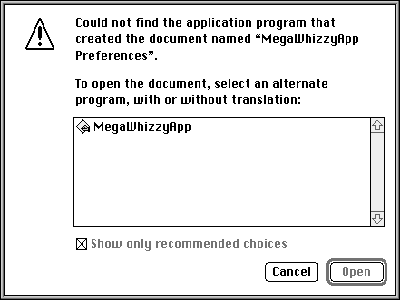 Could not find the application program that
created the document named “MegaWhizzyApp
Preferences”.
To open the document, select an alternate
program, with or without translation:
MegaWhizzyApp
Show only recommended choices
Cancel
Open